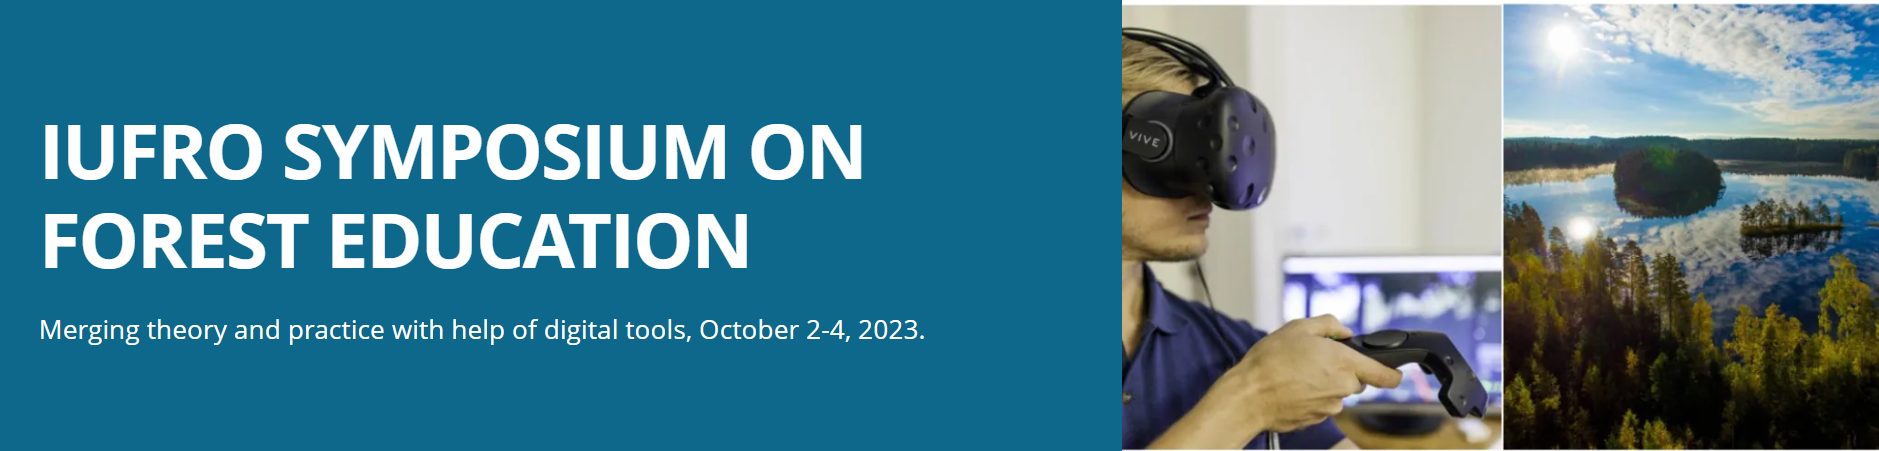 IUFRO SYMPOSIUM ON
FOREST EDUCATION
Merging theory and practice with help of digital tools, October 2-4, 2023.
VIVE